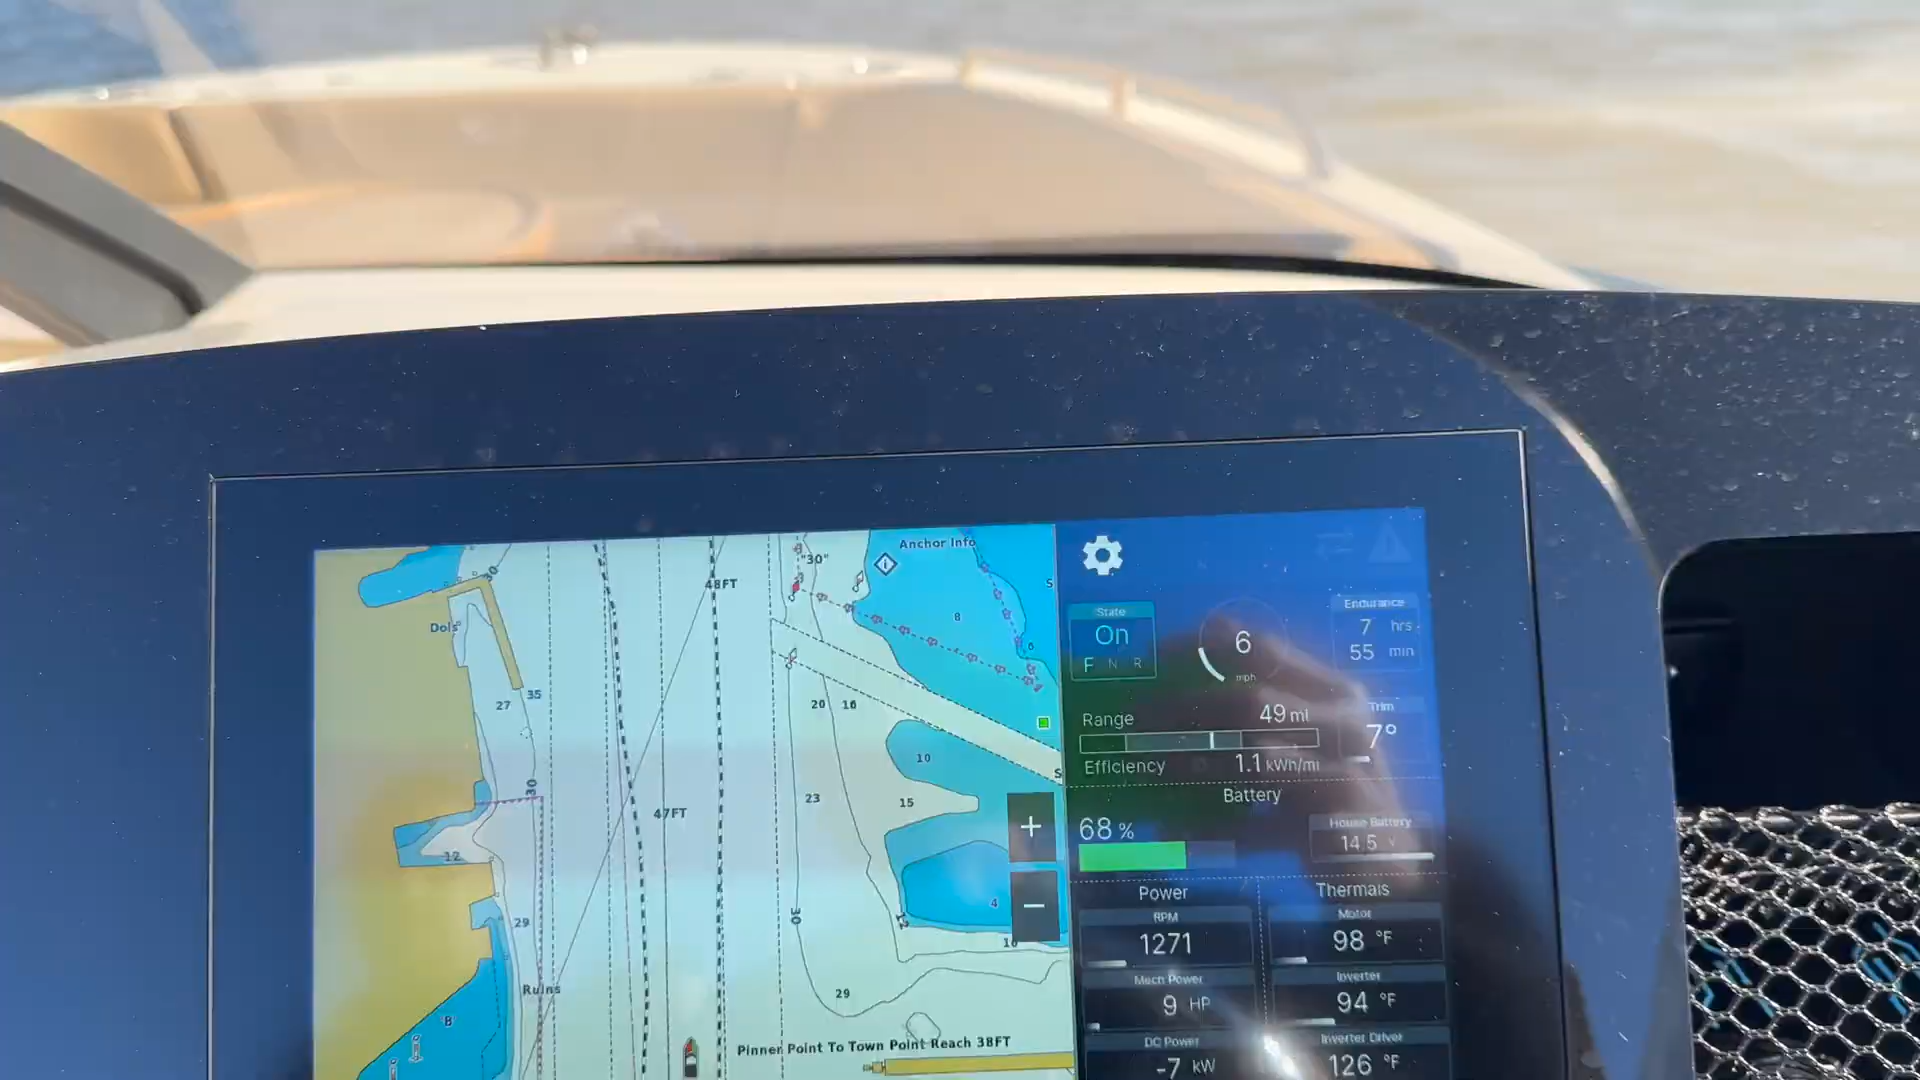 Anchor Info
"30"
48FT
30
8
6
S
Dols
27
35
20
16
10
S
30
23
15
47FT
12
4
29
30
16
29
Ruins
"B"
Pinner Point To Town Point Reach 38FT
+
−
State
On
F N R
6
mph
Endurance
7 hrs
55 min
Range 49 mi
Efficiency 1.1 kWh/mi
Trim
7°
Battery
68 %
House Battery
14.5 V
Power
RPM
1271
Mech Power
9 HP
DC Power
-7 kW
Thermals
Motor
98 °F
Inverter
94 °F
Inverter Driver
126 °F